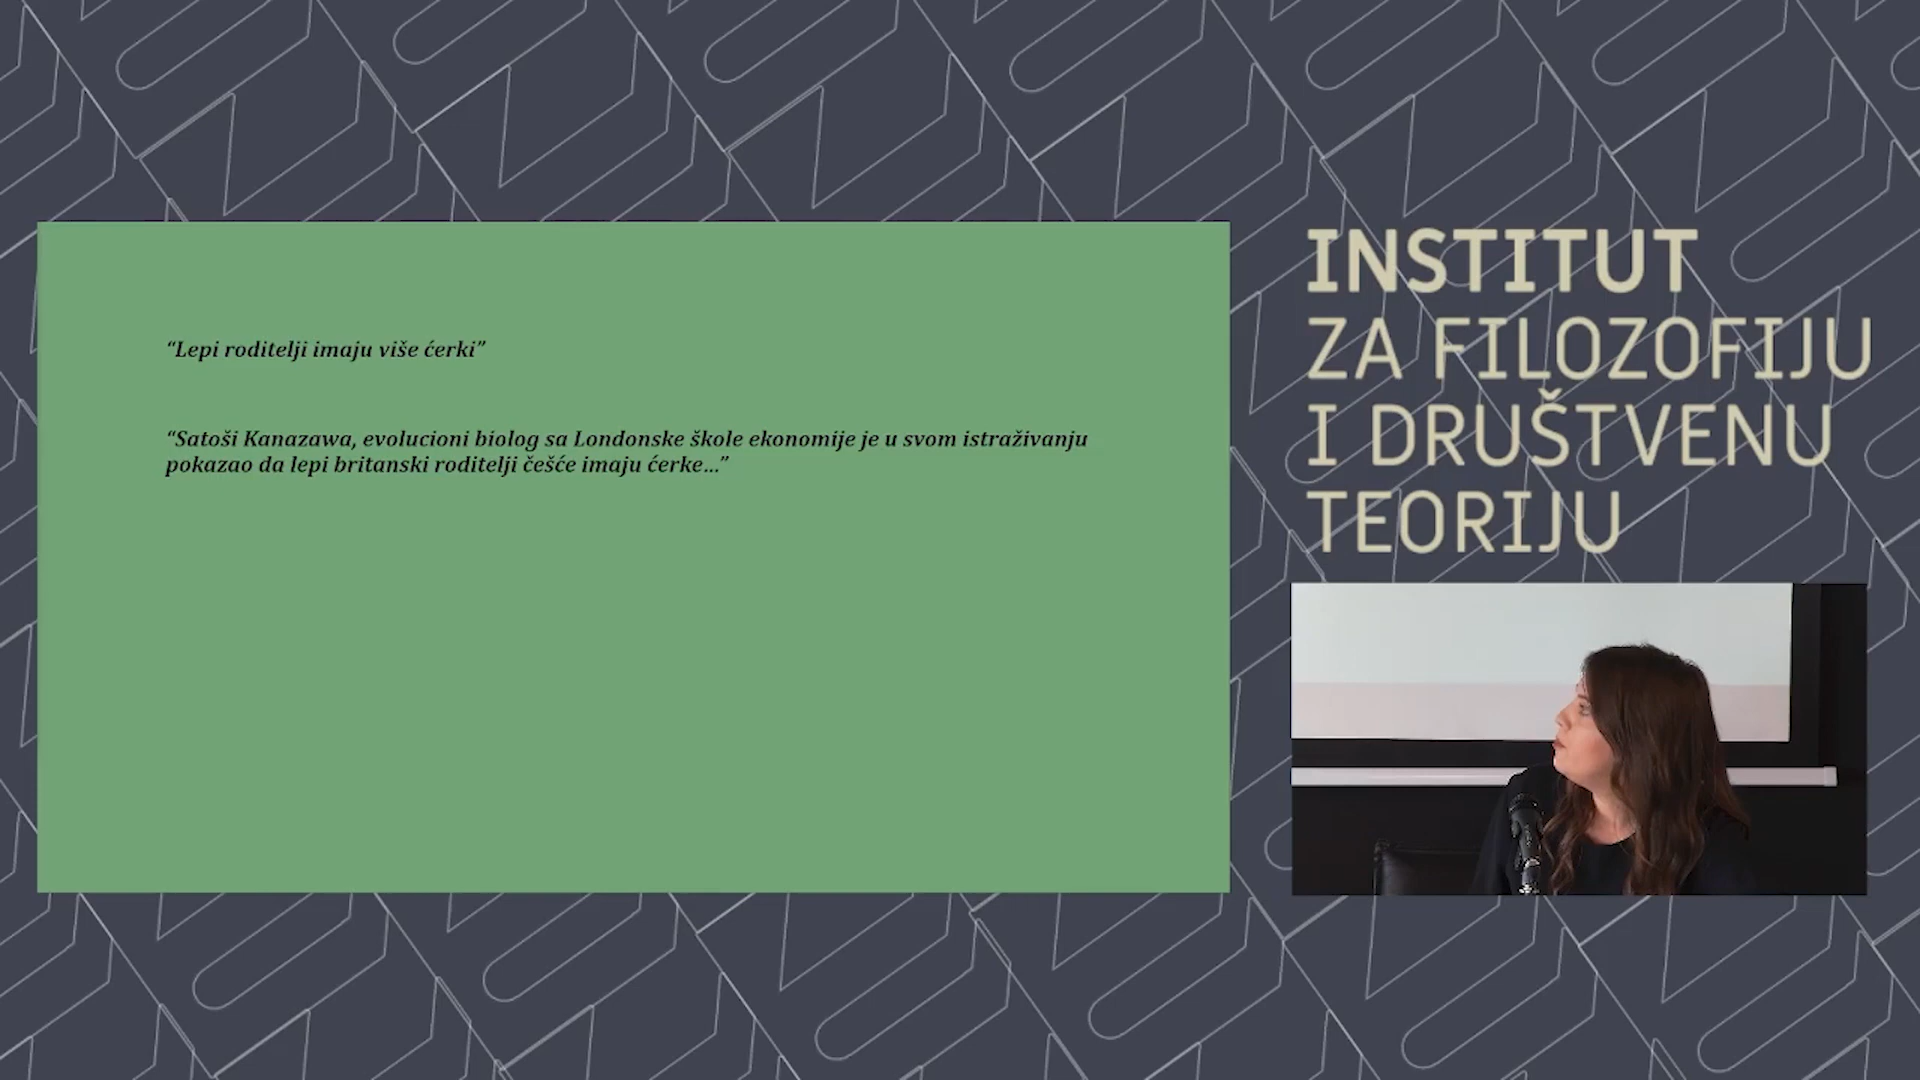 “Lepi roditelji imaju više ćerki”
“Satoši Kanazawa, evolucioni biolog sa Londonske škole ekonomije je u svom istraživanju
pokazao da lepi britanski roditelji češće imaju ćerke...”
INSTITUT
ZA FILOZOFIJU
I DRUŠTVENU
TEORIJU